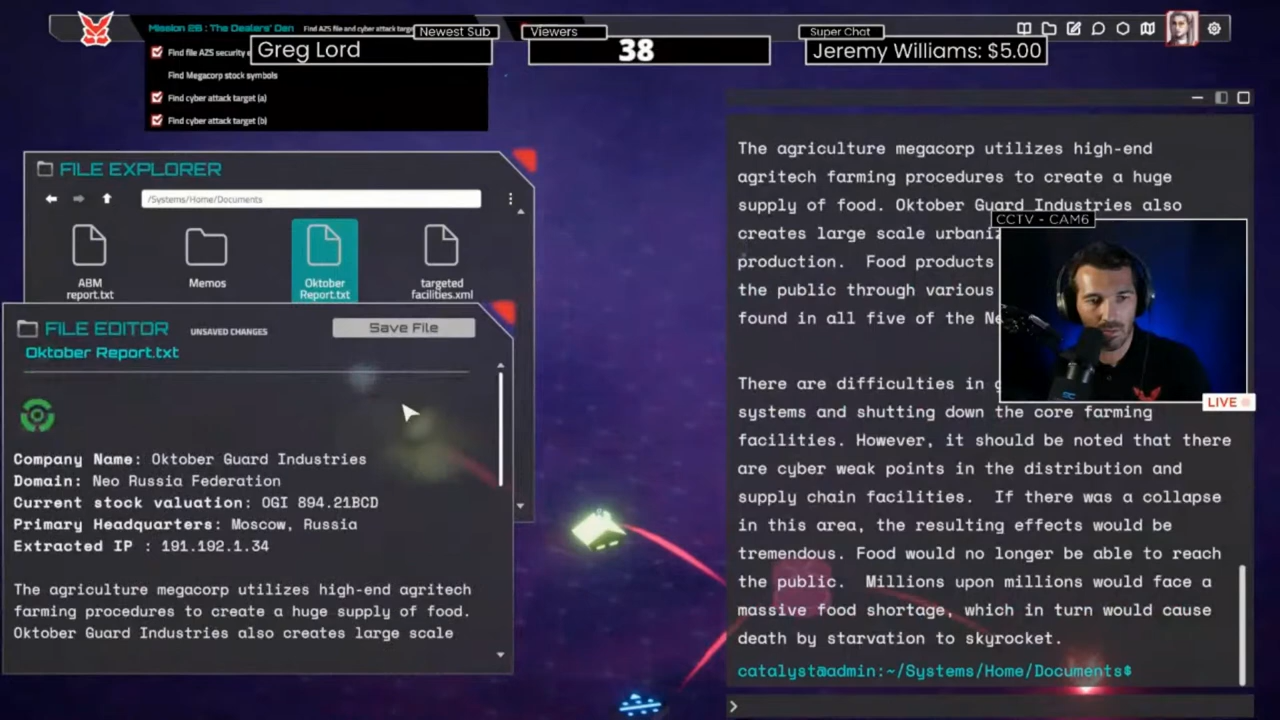 Mission 2B : The Dealers' Den
Find AZS file and cyber attack targe
Newest Sub
Greg Lord
Viewers
38
Super Chat
Jeremy Williams: $5.00
Find file AZS security
Find Megacorp stock symbols
Find cyber attack target (a)
Find cyber attack target (b)
FILE EXPLORER
/Systems/Home/Documents
ABM
report.txt
Memos
Oktober
Report.txt
targeted
facilities.xml
FILE EDITOR
UNSAVED CHANGES
Save File
Oktober Report.txt
Company Name: Oktober Guard Industries
Domain: Neo Russia Federation
Current stock valuation: OGI 894.21BCD
Primary Headquarters: Moscow, Russia
Extracted IP : 191.192.1.34
The agriculture megacorp utilizes high-end agritech
farming procedures to create a huge supply of food.
Oktober Guard Industries also creates large scale
The agriculture megacorp utilizes high-end
agritech farming procedures to create a huge
supply of food. Oktober Guard Industries also
creates large scale urbaniz
production. Food products
the public through various
found in all five of the Ne
CCTV - CAM6
LIVE
There are difficulties in
systems and shutting down the core farming
facilities. However, it should be noted that there
are cyber weak points in the distribution and
supply chain facilities. If there was a collapse
in this area, the resulting effects would be
tremendous. Food would no longer be able to reach
the public. Millions upon millions would face a
massive food shortage, which in turn would cause
death by starvation to skyrocket.
catalyst@admin:~/Systems/Home/Documents$
>